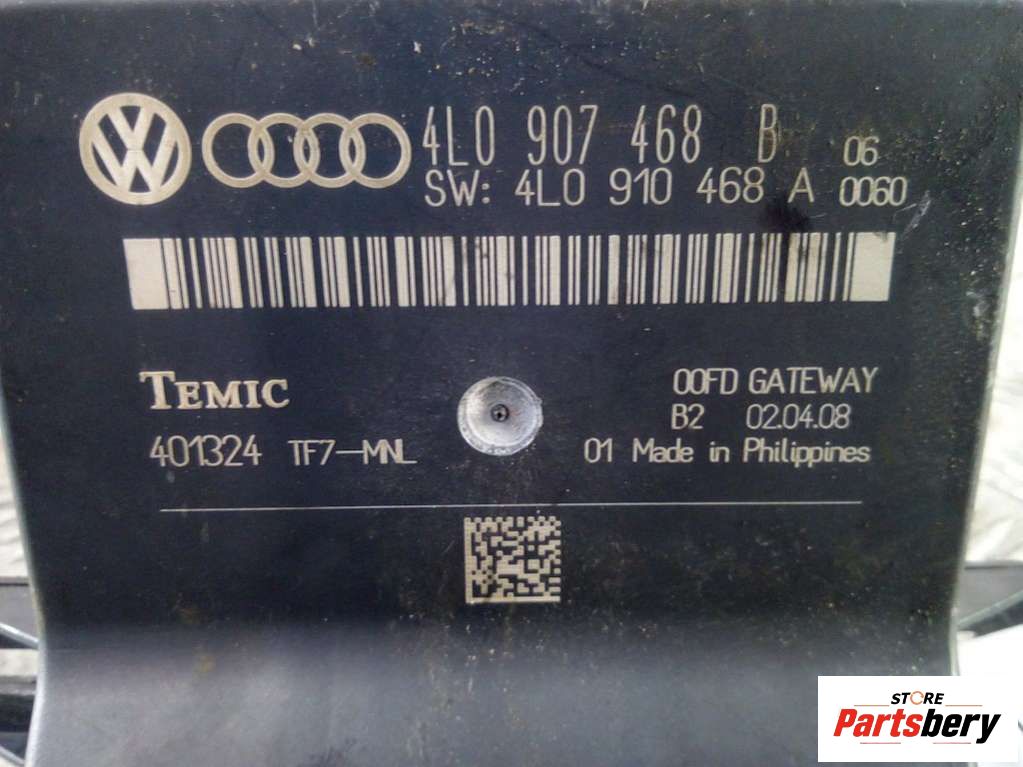 4L0 907 468 B 06
SW: 4L0 910 468 A 0060
TEMIC
00FD GATEWAY
B2 02.04.08
401324 TF7-MNL
01 Made in Philippines
STORE
Partsbery